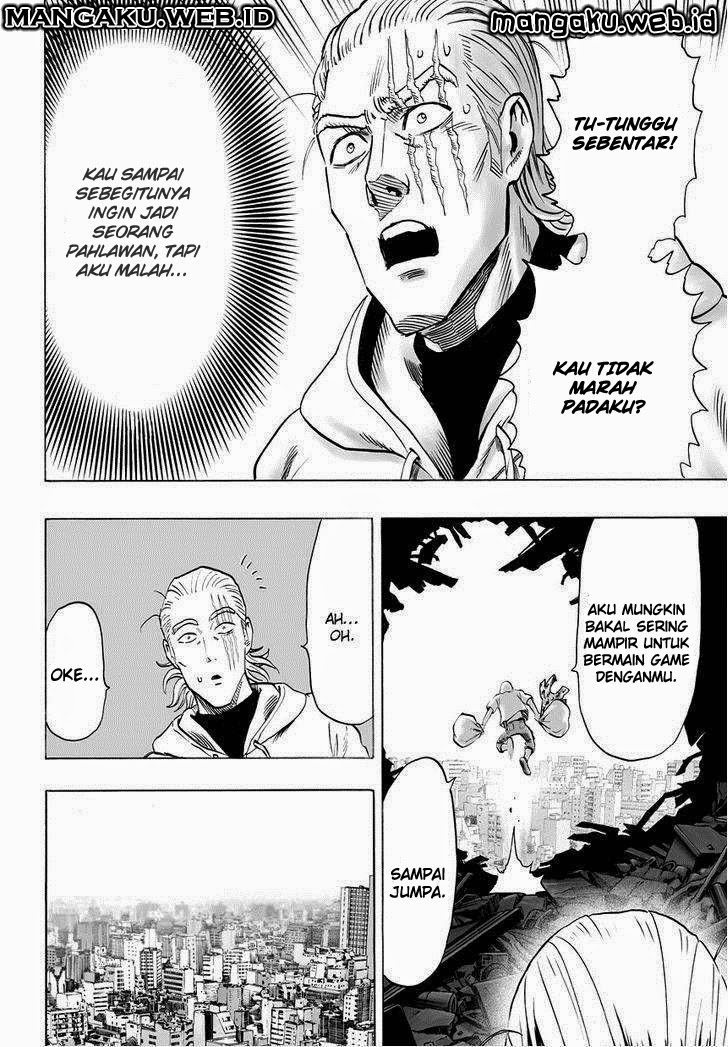 MANGAKU.WEB.ID
mangaku.web.id
TU-TUNGGU
SEBENTAR!
KAU SAMPAI
SEBEGITUNYA
INGIN JADI
SEORANG
PAHLAWAN, TAPI
AKU MALAH...
KAU TIDAK
MARAH
PADAKU?
AKU MUNGKIN
BAKAL SERING
MAMPIR UNTUK
BERMAIN GAME
DENGANMU.
SAMPAI
JUMPA.
AH...
OH.
OKE...